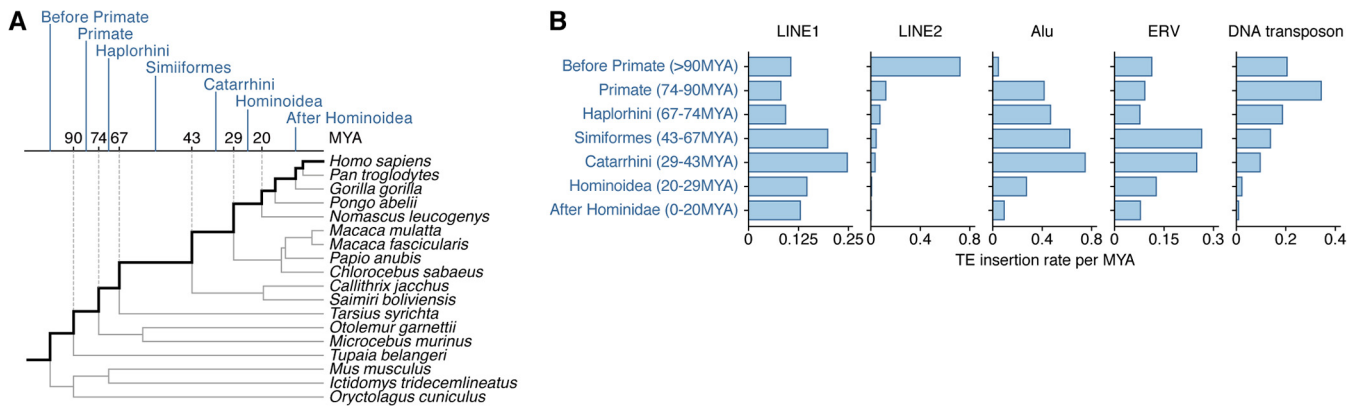 A
Before Primate
Primate
Haplorhini
Simiiformes
Catarrhini
Hominoidea
After Hominoidea
90 74 67 43 29 20 MYA
Homo sapiens
Pan troglodytes
Gorilla gorilla
Pongo abelii
Nomascus leucogenys
Macaca mulatta
Macaca fascicularis
Papio anubis
Chlorocebus sabaeus
Callithrix jacchus
Saimiri boliviensis
Tarsius syrichta
Otolemur garnettii
Microcebus murinus
Tupaia belangeri
Mus musculus
Ictidomys tridecemlineatus
Oryctolagus cuniculus
B
LINE1 LINE2 Alu ERV DNA transposon
Before Primate (>90MYA)
Primate (74-90MYA)
Haplorhini (67-74MYA)
Simiformes (43-67MYA)
Catarrhini (29-43MYA)
Hominoidea (20-29MYA)
After Hominidae (0-20MYA)
0 0.125 0.25 0 0.4 0.8 0 0.4 0.8 0 0.15 0.3 0 0.2 0.4
TE insertion rate per MYA